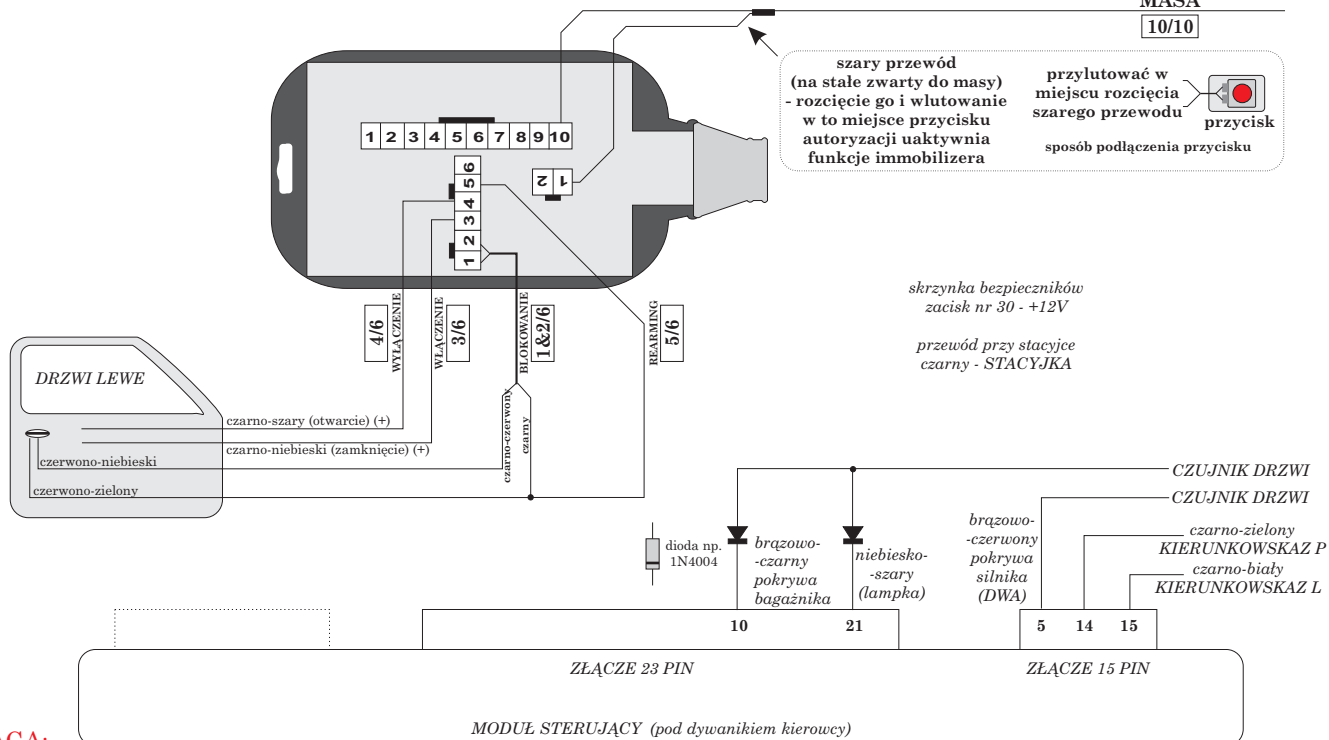 MASA
10/10
szary przewód
(na stałe zwarty do masy)
- rozcięcie go i wlutowanie
w to miejsce przycisku
autoryzacji uaktywnia
funkcje immobilizera
przylutować w
miejscu rozcięcia
szarego przewodu
przycisk
sposób podłączenia przycisku
1 2 3 4 5 6 7 8 9 10
1 2 3 4 5 6
2 1
skrzynka bezpieczników
zacisk nr 30 - +12V
przewód przy stacyjce
czarny - STACYJKA
4/6
WYŁĄCZENIE
WŁĄCZENIE
3/6
BLOKOWANIE
1&2/6
REARMING
5/6
DRZWI LEWE
czarno-szary (otwarcie) (+)
czarno-niebieski (zamknięcie) (+)
czerwono-niebieski
czerwono-zielony
czarno-czerwony
czarny
CZUJNIK DRZWI
CZUJNIK DRZWI
dioda np.
1N4004
brązowo-
-czarny
pokrywa
bagażnika
niebiesko-
-szary
(lampka)
brązowo-
-czerwony
pokrywa
silnika
(DWA)
czarno-zielony
KIERUNKOWSKAZ P
czarno-biały
KIERUNKOWSKAZ L
10 21 5 14 15
ZŁĄCZE 23 PIN
ZŁĄCZE 15 PIN
MODUŁ STERUJĄCY (pod dywanikiem kierowcy)